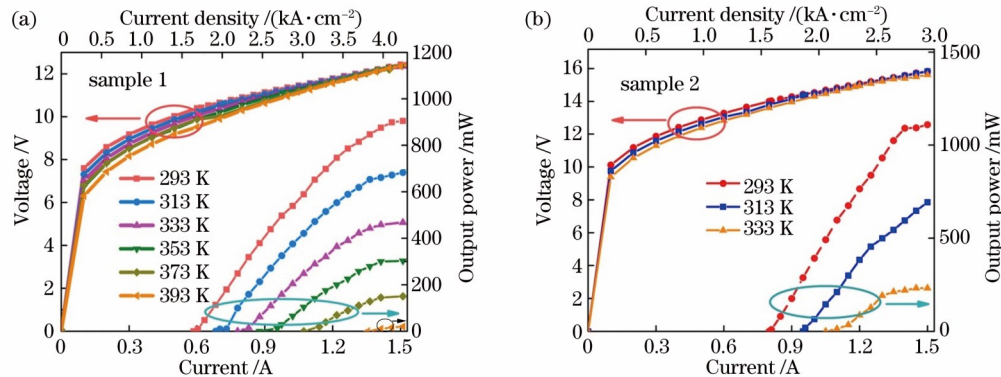 (a)
Current density /(kA·cm⁻²)
0 0.5 1.0 1.5 2.0 2.5 3.0 3.5 4.0
12
10
8
6
4
2
0
Voltage /V
sample 1
293 K
313 K
333 K
353 K
373 K
393 K
1200
1000
800
600
400
200
0
Output power /mW
0 0.3 0.6 0.9 1.2 1.5
Current /A
(b)
Current density /(kA·cm⁻²)
0 0.5 1.0 1.5 2.0 2.5 3.0
16
14
12
10
8
6
4
2
0
Voltage /V
sample 2
293 K
313 K
333 K
1500
1000
500
0
Output power /mW
0 0.3 0.6 0.9 1.2 1.5
Current /A